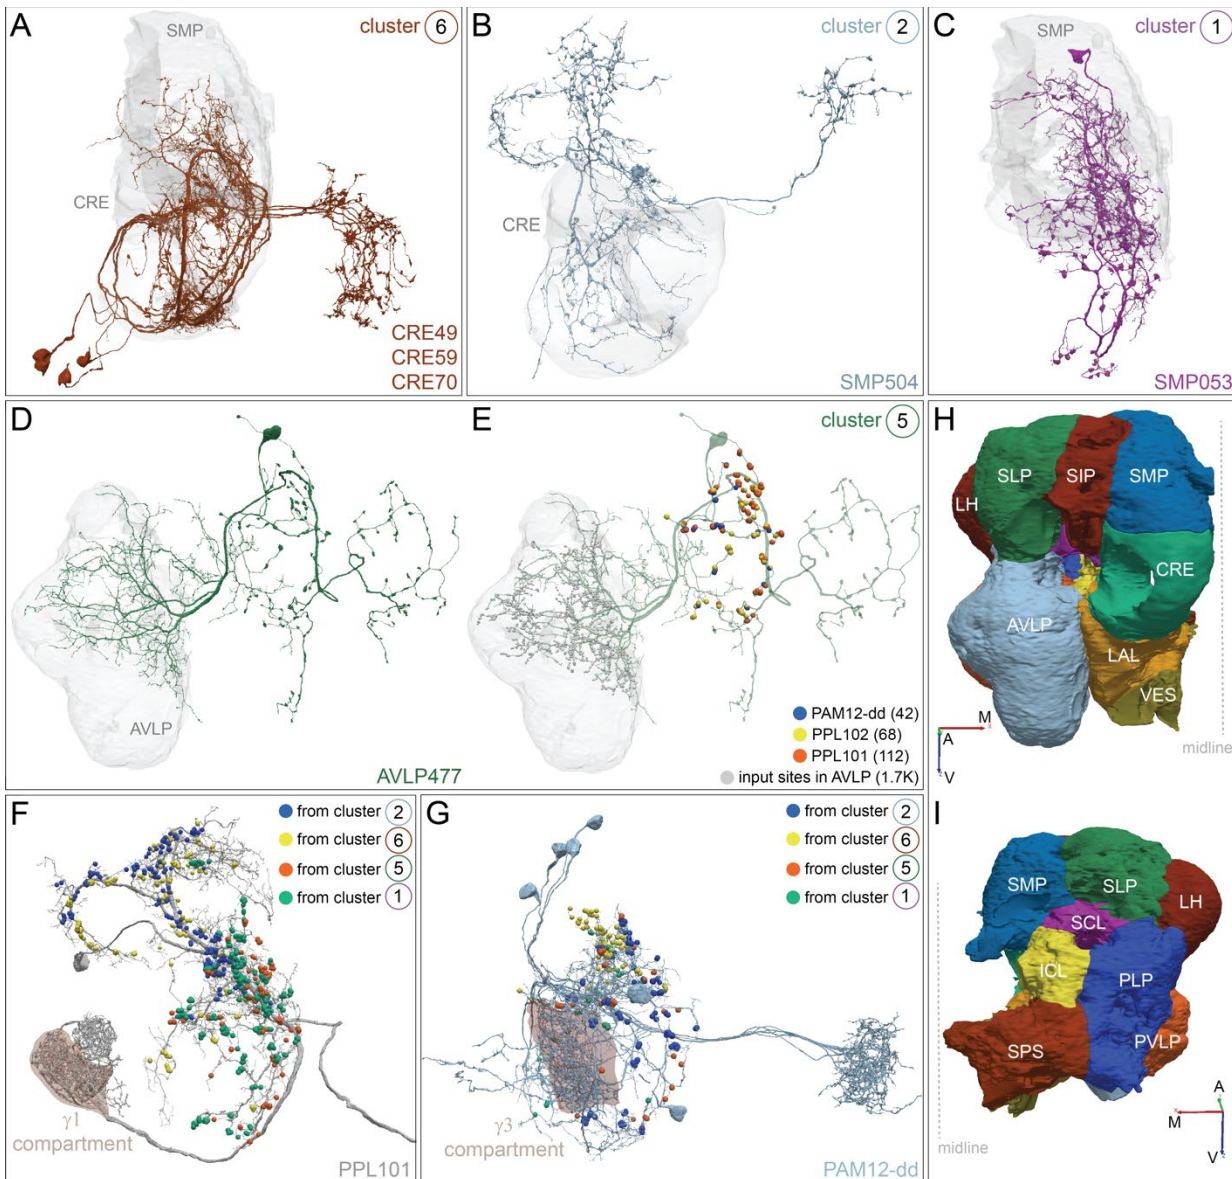 A
SMP
cluster 6
CRE
CRE49
CRE59
CRE70
B
cluster 2
CRE
SMP504
C
SMP
cluster 1
SMP053
D
AVLP
AVLP477
E
cluster 5
PAM12-dd (42)
PPL102 (68)
PPL101 (112)
input sites in AVLP (1.7K)
H
SLP
SIP
SMP
LH
CRE
AVLP
LAL
VES
M
x
A
V
z
midline
F
from cluster 2
from cluster 6
from cluster 5
from cluster 1
γ1
compartment
PPL101
G
from cluster 2
from cluster 6
from cluster 5
from cluster 1
γ3
compartment
PAM12-dd
I
SMP
SLP
LH
SCL
ICL
PLP
SPS
PVLP
A
x
M
V
z
midline